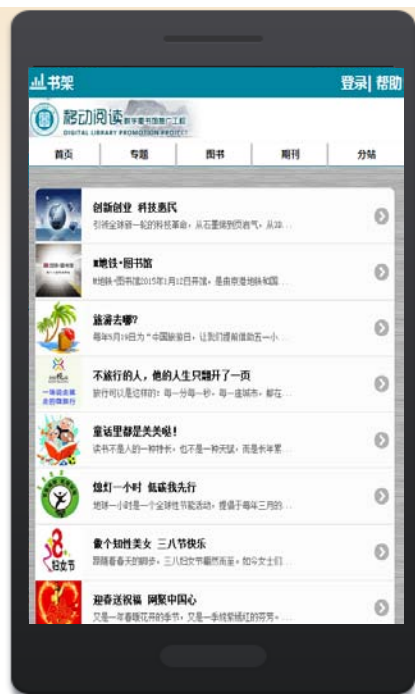 书架
登录| 帮助
移动阅读数字图书馆推广工程
DIGITAL LIBRARY PROMOTION PROJECT
首页 专题 图书 期刊 分站
创新创业 科技惠民
引领全球新一轮的科技革命，从石墨烯到页岩气，从3D...
M地铁·图书馆
M地铁·图书馆2015年1月12日开馆，是由京港地铁和国...
旅游去哪?
每年5月19日为“中国旅游日，让我们提前借助五一小...
不旅行的人，他的人生只翻开了一页
旅行可以是这样的：每一分每一秒，每一座城市，都在...
童话里都是美美哒！
读书不是人的一种特长，也不是一种天赋，而是长年累...
熄灯一小时 低碳我先行
地球一小时是一个全球性节能活动，提倡于每年三月的...
妇女节
做个知性美女 三八节快乐
跟随着春天的脚步，三八妇女节翩然而至，如今女士们...
迎春送祝福 网聚中国心
又是一年春暖花开的季节，又是一季桃紫橘红的芬芳，...